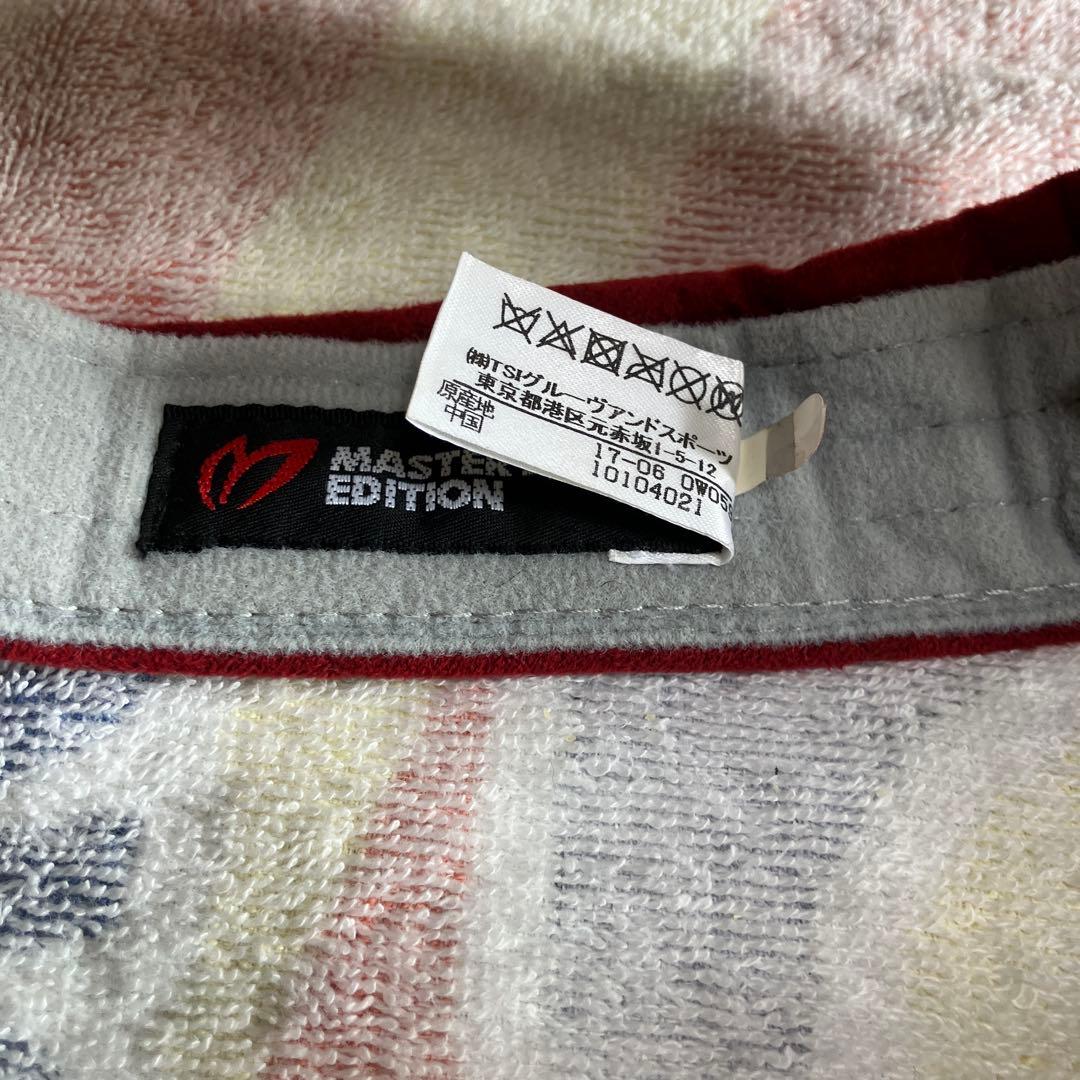 MASTER
EDITION
(株)TSIグルーヴアンドスポーツ
東京都港区元赤坂1-5-12
原産地
中国
17-06
10104021